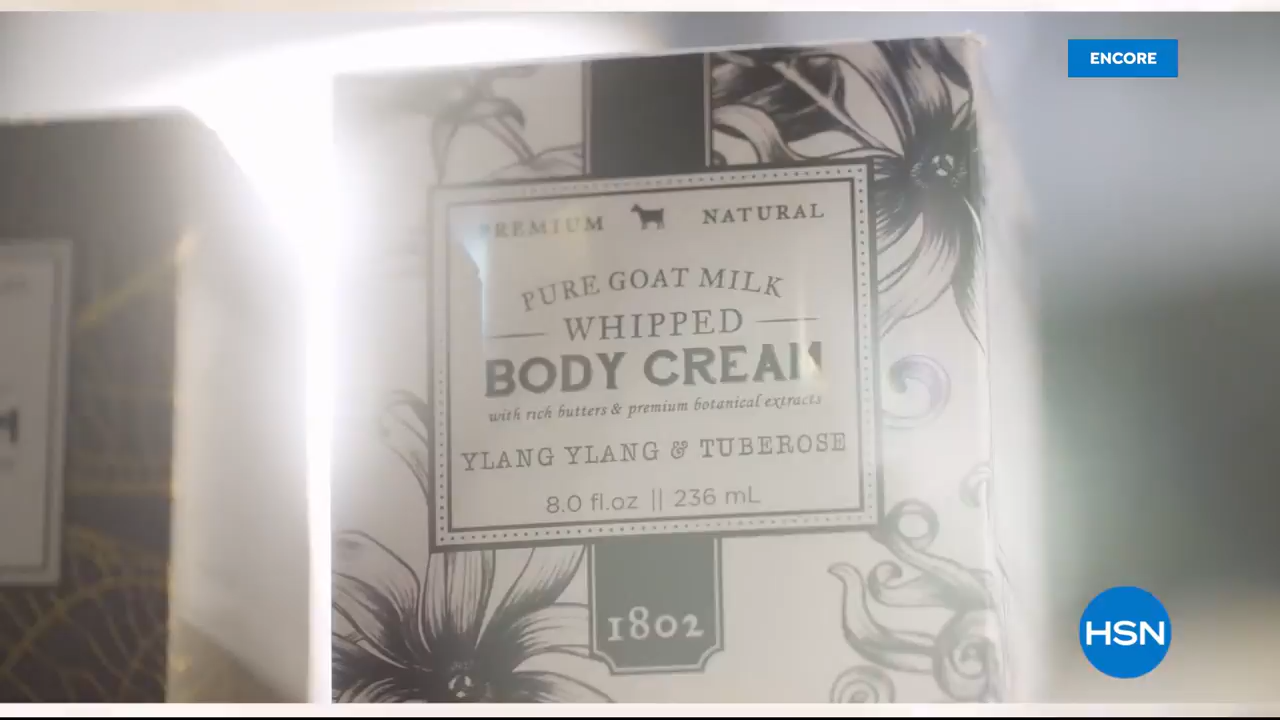 ENCORE
PREMIUM NATURAL
PURE GOAT MILK
WHIPPED
BODY CREAM
with rich butters & premium botanical extracts
YLANG YLANG & TUBEROSE
8.0 fl.oz || 236 mL
1802
HSN